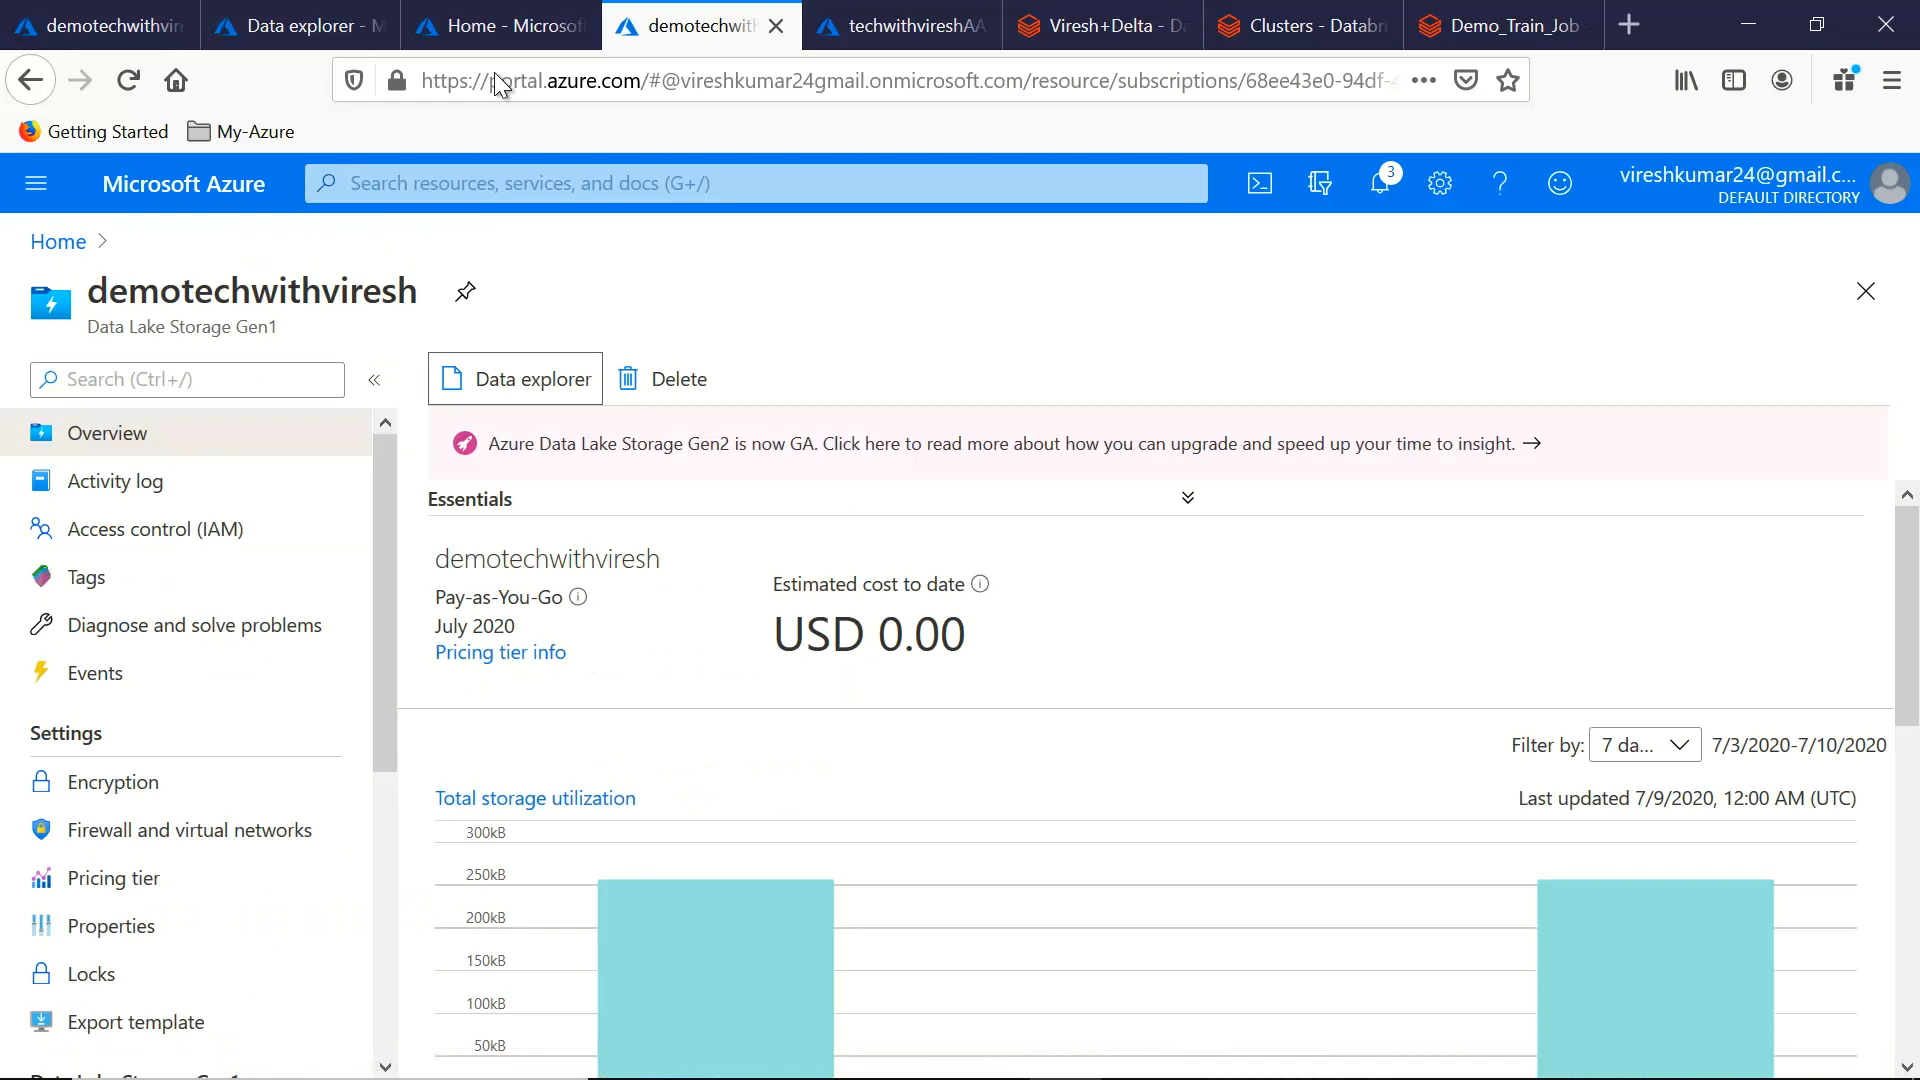 demotechwithvire
Data explorer - M
Home - Microsof
demotechwith
techwithvireshAA
Viresh+Delta - D
Clusters - Databri
Demo_Train_Job
https://portal.azure.com/#@vireshkumar24gmail.onmicrosoft.com/resource/subscriptions/68ee43e0-94df-4
Getting Started
My-Azure
Microsoft Azure
Search resources, services, and docs (G+/)
3
vireshkumar24@gmail.c...
DEFAULT DIRECTORY
Home
demotechwithviresh
Data Lake Storage Gen1
Search (Ctrl+/)
Data explorer
Delete
Overview
Activity log
Access control (IAM)
Tags
Diagnose and solve problems
Events
Settings
Encryption
Firewall and virtual networks
Pricing tier
Properties
Locks
Export template
Azure Data Lake Storage Gen2 is now GA. Click here to read more about how you can upgrade and speed up your time to insight. →
Essentials
demotechwithviresh
Pay-as-You-Go
July 2020
Pricing tier info
Estimated cost to date
USD 0.00
Filter by:
7 da...
7/3/2020-7/10/2020
Total storage utilization
Last updated 7/9/2020, 12:00 AM (UTC)
300kB
250kB
200kB
150kB
100kB
50kB